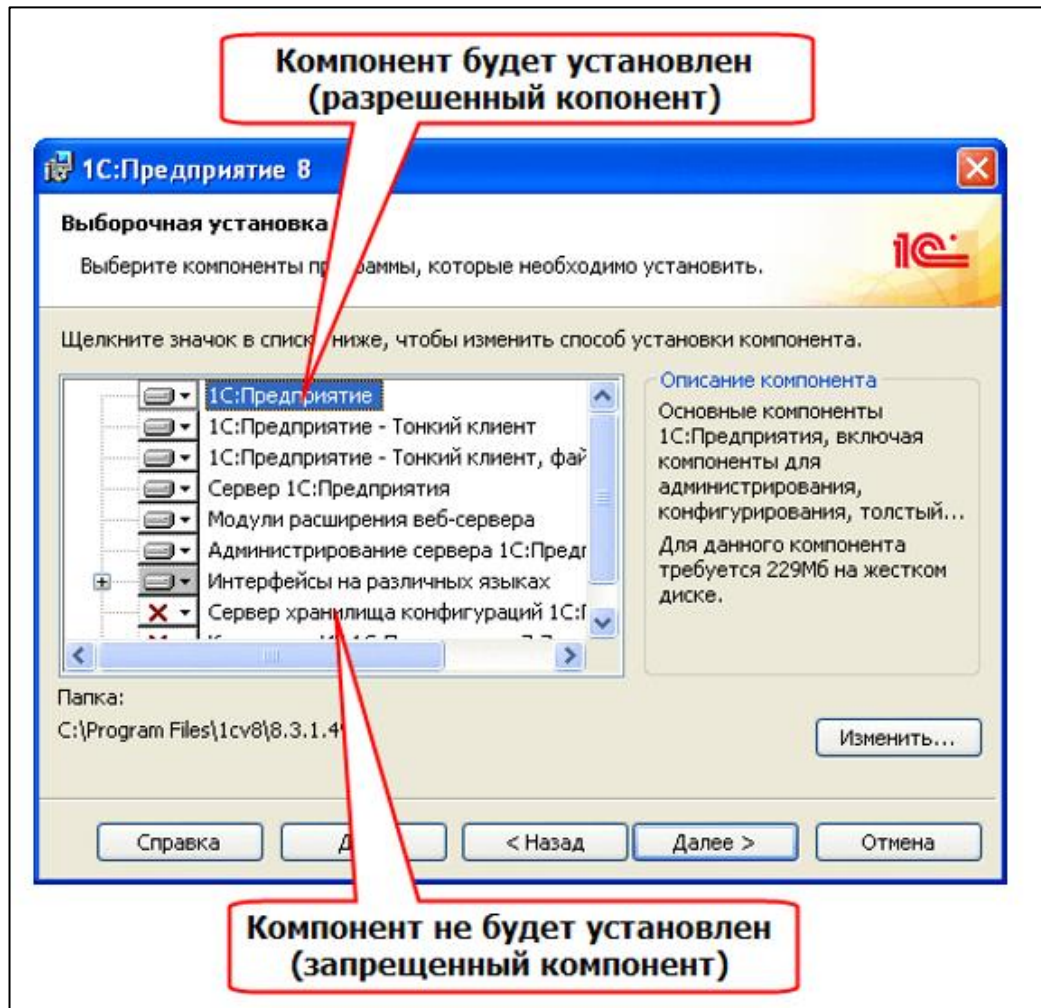 Компонент будет установлен
(разрешенный копонент)
1С:Предприятие 8
Выборочная установка
Выберите компоненты пр раммы, которые необходимо установить.
1С
Щелкните значок в списк ниже, чтобы изменить способ установки компонента.
1С:Предприятие
1С:Предприятие - Тонкий клиент
1С:Предприятие - Тонкий клиент, фай
Сервер 1С:Предприятия
Модули расширения веб-сервера
Администрирование сервера 1С:Пред
Интерфейсы на различных языках
Сервер хранилища конфигураций 1С:П
Описание компонента
Основные компоненты
1С:Предприятия, включая
компоненты для
администрирования,
конфигурирования, толстый...
Для данного компонента
требуется 229Мб на жестком
диске.
Папка:
C:\Program Files\1cv8\8.3.1.4
Изменить...
Справка
Д
< Назад
Далее >
Отмена
Компонент не будет установлен
(запрещенный компонент)